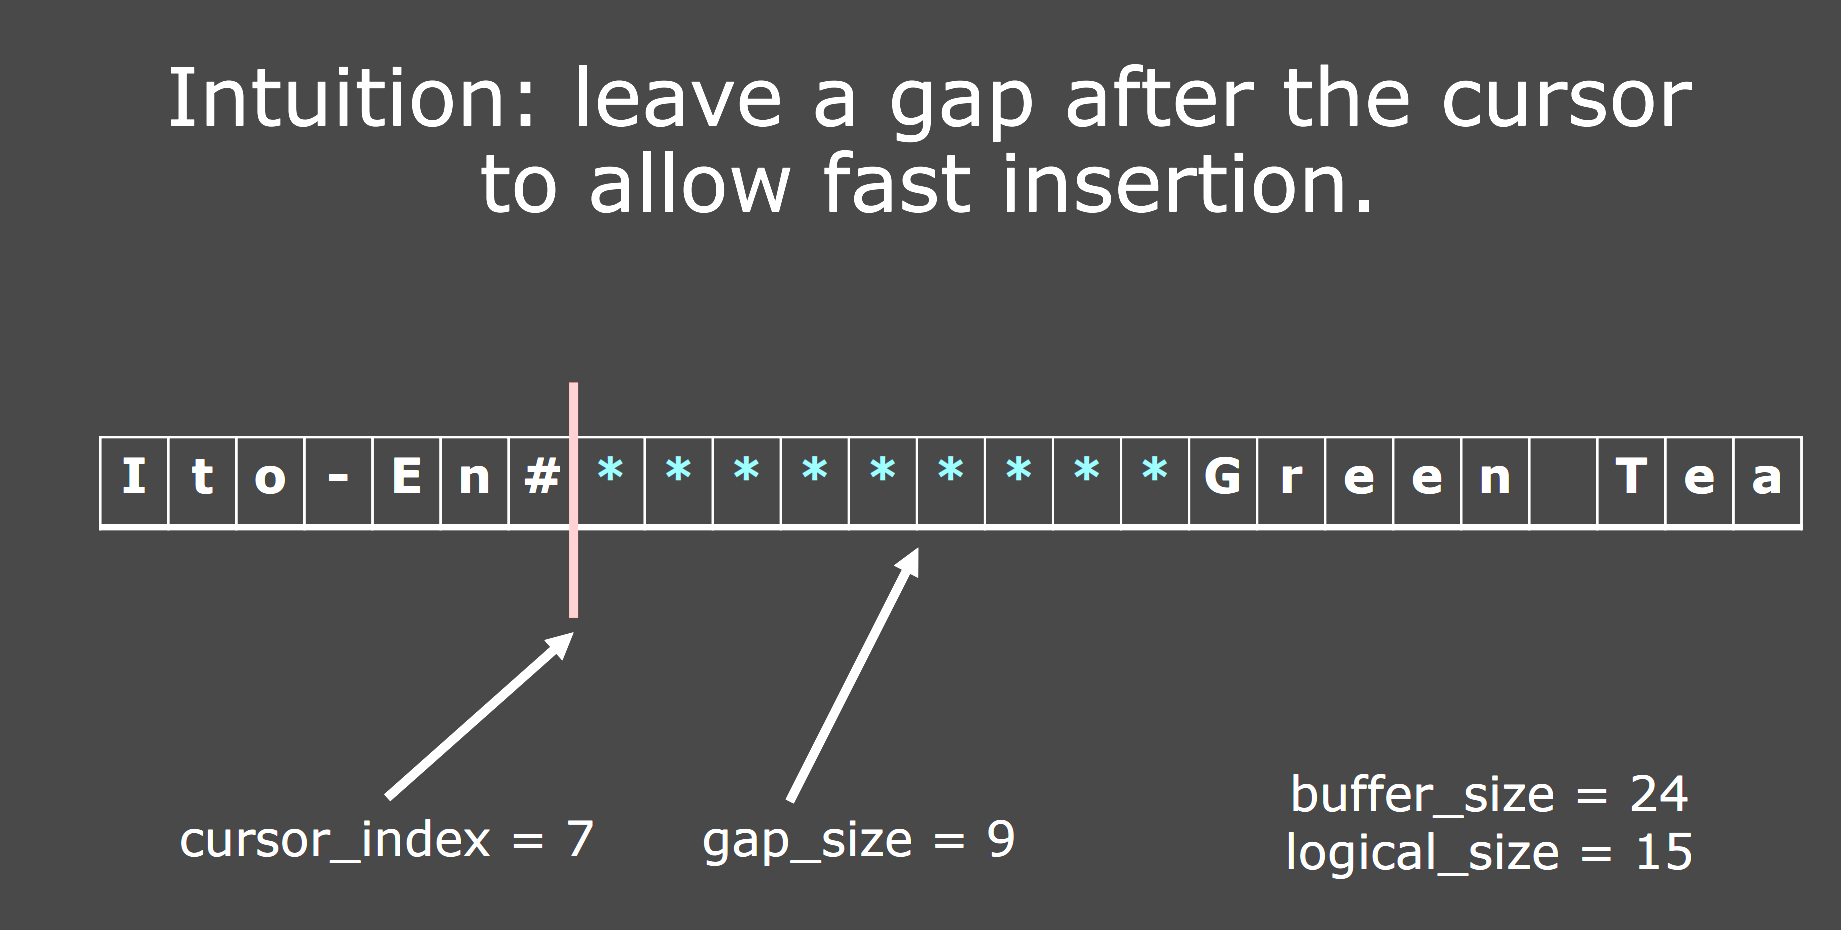 Intuition: leave a gap after the cursor
to allow fast insertion.
I t o - E n # * * * * * * * * * G r e e n   T e a
cursor_index = 7
gap_size = 9
buffer_size = 24
logical_size = 15